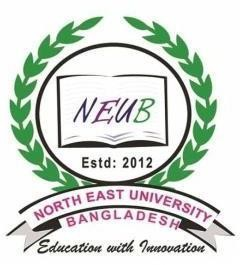 NEUB
Estd: 2012
NORTH EAST UNIVERSITY
BANGLADESH
Education with Innovation